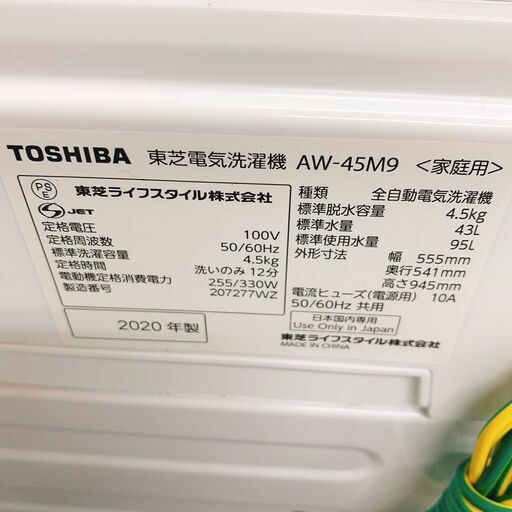 TOSHIBA 東芝電気洗濯機 AW-45M9 <家庭用>
PS E 東芝ライフスタイル株式会社
JET
定格電圧 100V
定格周波数 50/60Hz
標準洗濯容量 4.5kg
定格時間 洗いのみ 12分
電動機定格消費電力 255/330W
製造番号 207277WZ
2020 年製
種類 全自動電気洗濯機
標準脱水容量 4.5kg
標準水量 43L
標準使用水量 95L
外形寸法 幅 555mm
奥行541mm
高さ945mm
電流ヒューズ(電源用) 10A
50/60Hz 共用
日本国内専用
Use Only in Japan
東芝ライフスタイル株式会社
MADE IN CHINA